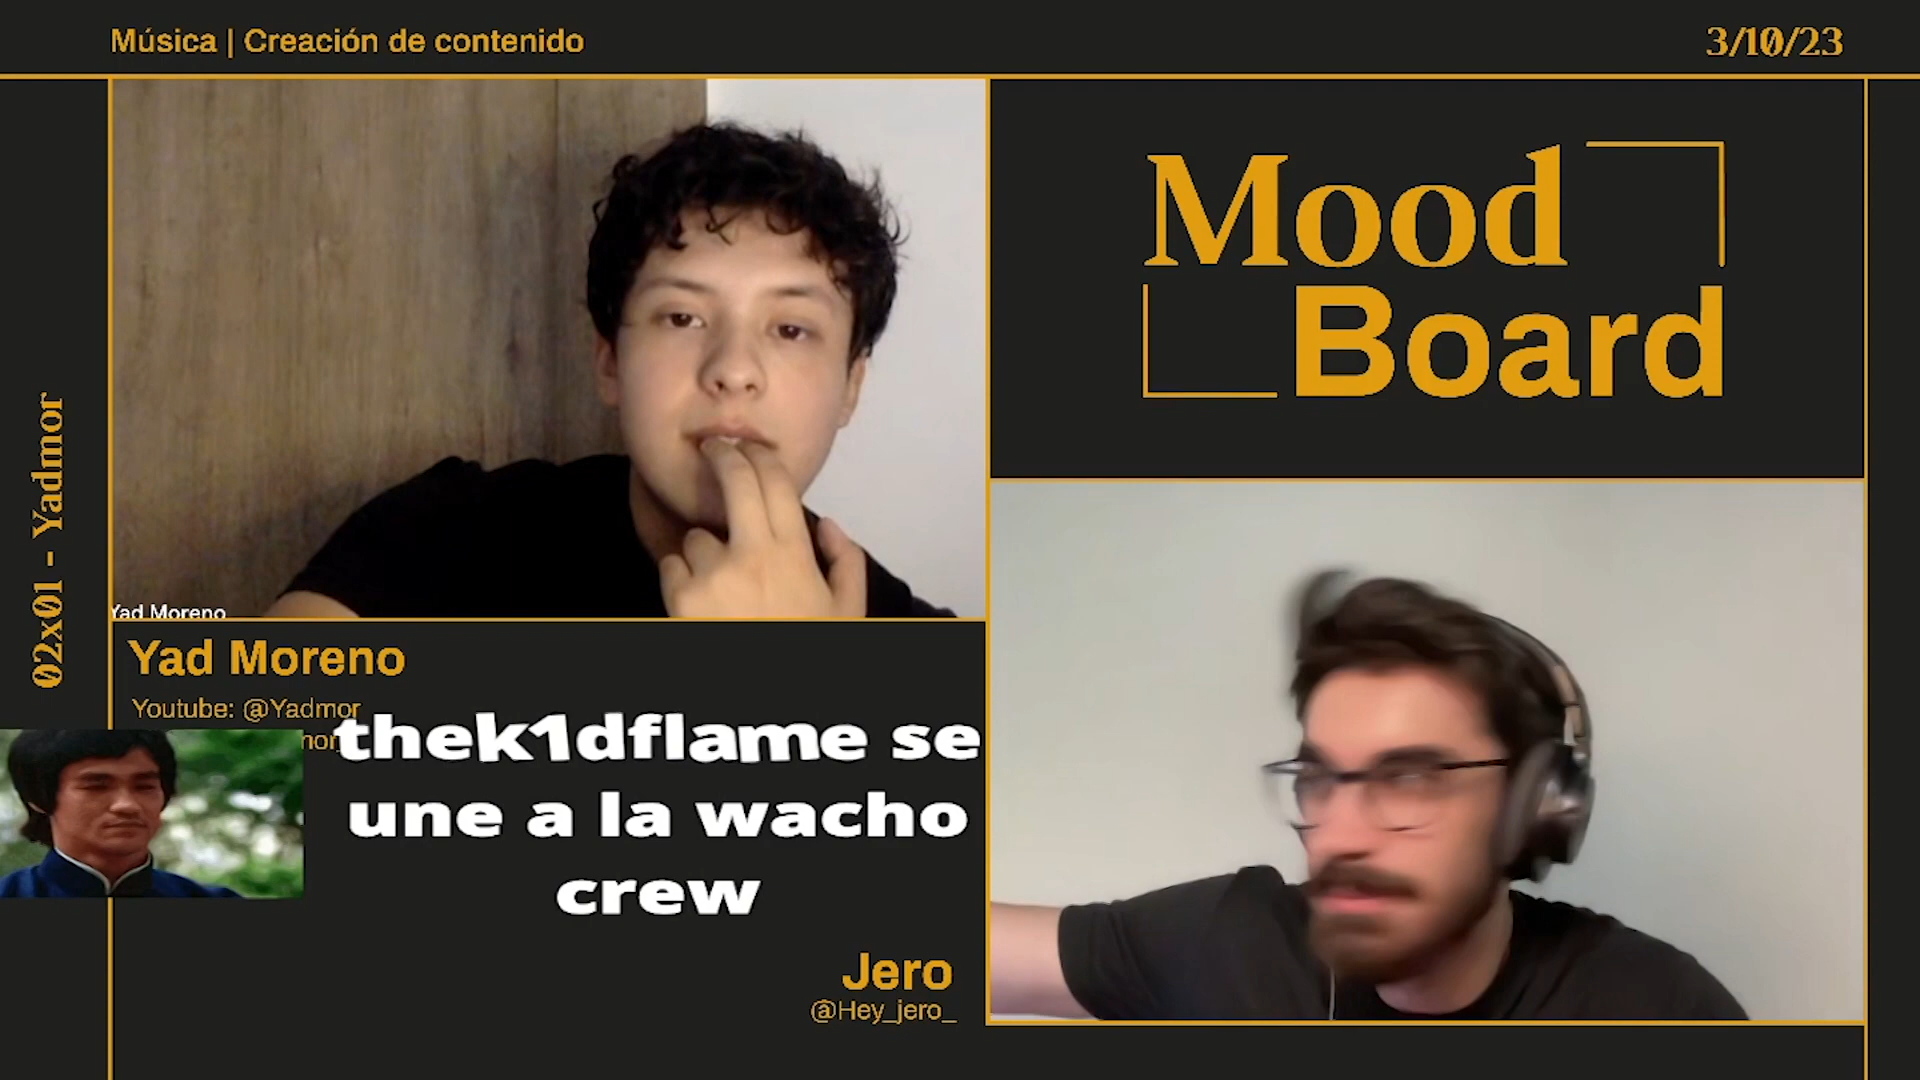 Música | Creación de contenido
3/10/23
Mood
Board
02x01 - Yadmor
Yad Moreno
Yad Moreno
Youtube: @Yadmor
thek1dflame se
une a la wacho
crew
Jero
@Hey_jero_